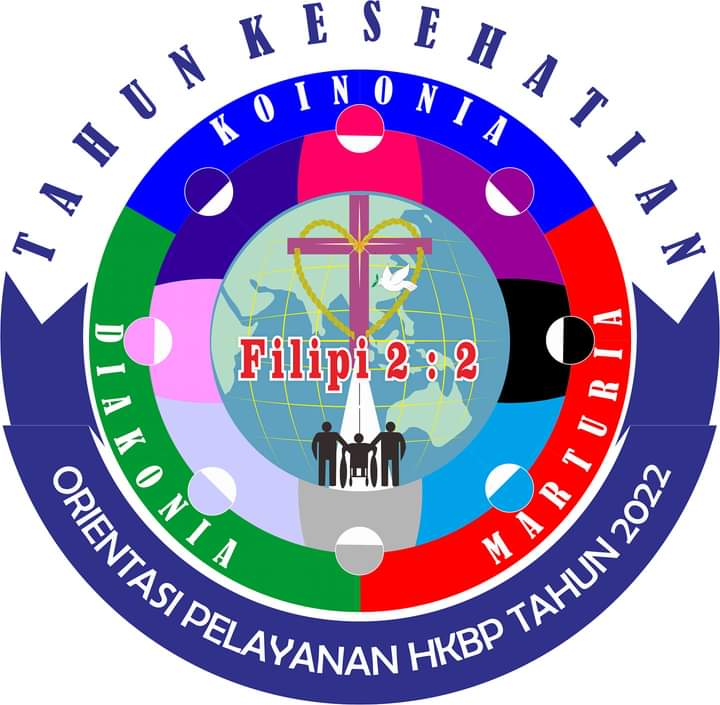 TAHUN KESEHATIAN
KOINONIA
DIAKONIA
MARTURIA
Filipi 2 : 2
ORIENTASI PELAYANAN HKBP TAHUN 2022